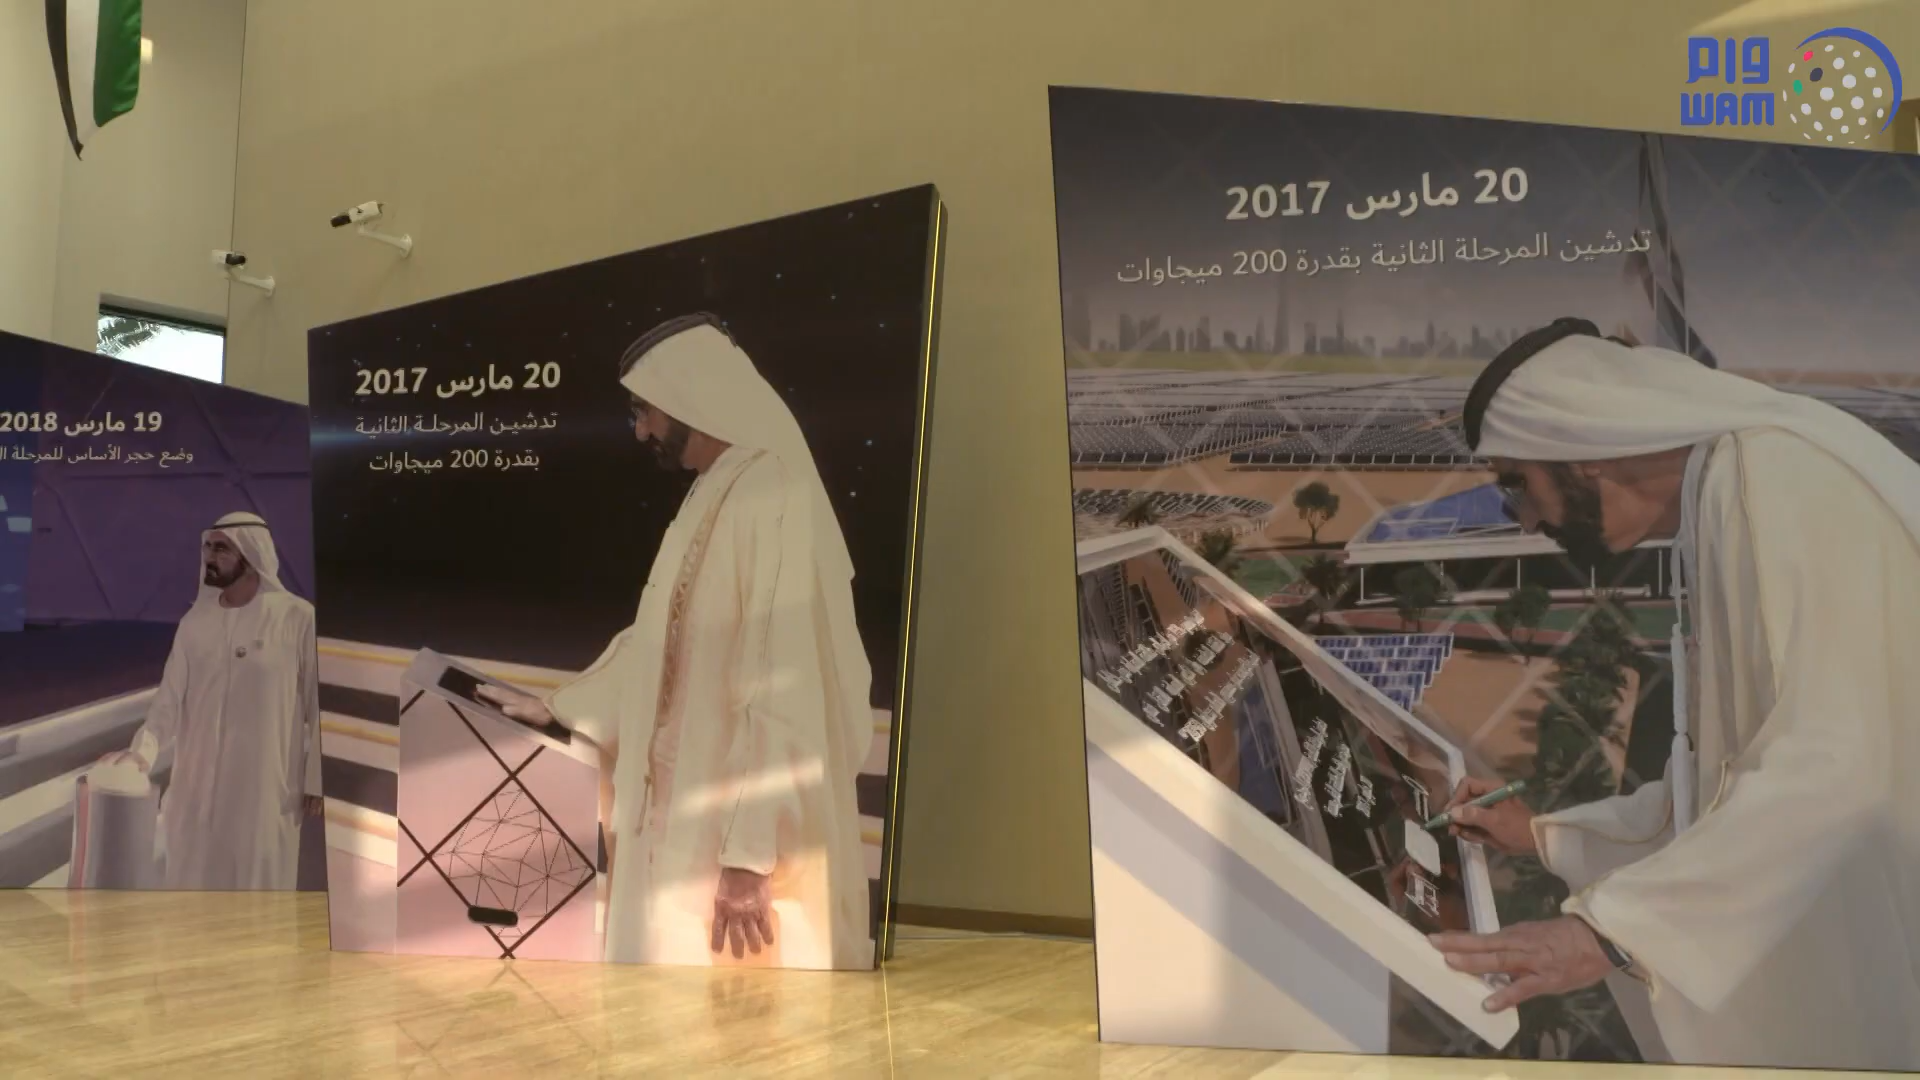 وام
WAM
20 مارس 2017
تدشين المرحلة الثانية بقدرة 200 ميجاوات
20 مارس 2017
تدشين المرحلة الثانية
بقدرة 200 ميجاوات
19 مارس 2018
وضع حجر الأساس للمرحلة